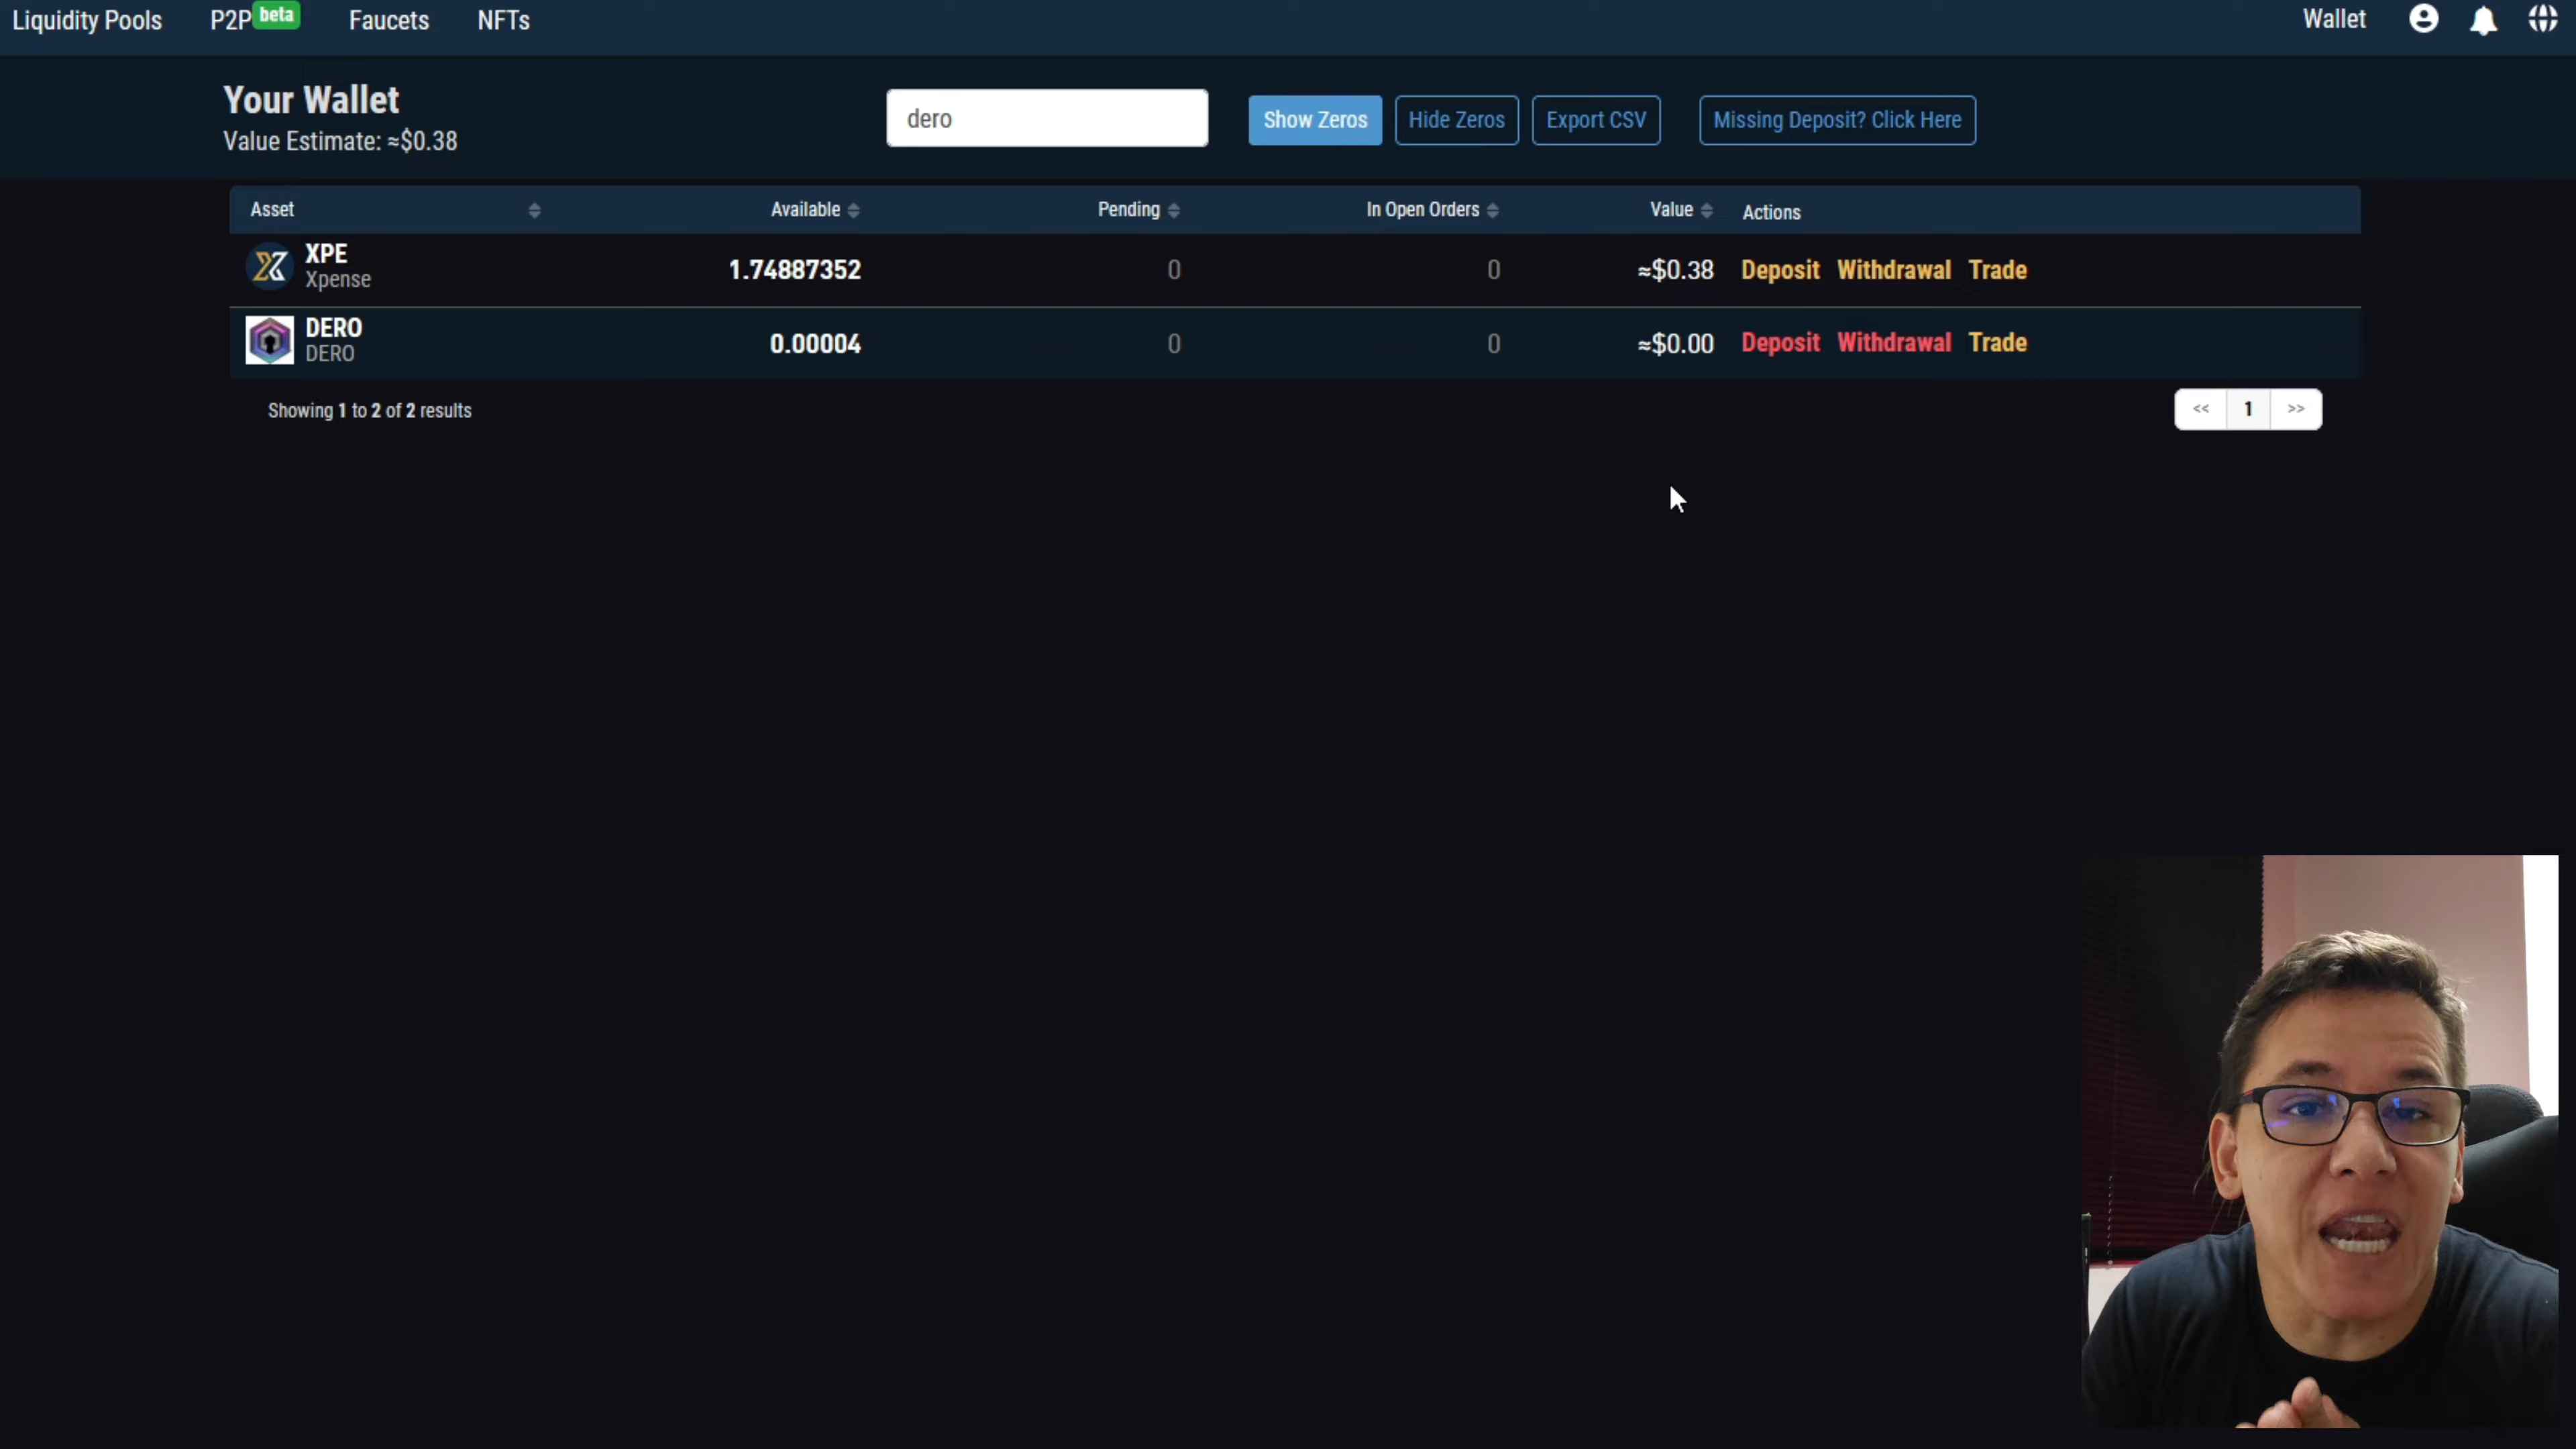 Liquidity Pools P2P beta Faucets NFTs Wallet
Your Wallet
Value Estimate: ≈$0.38
dero
Show Zeros Hide Zeros Export CSV Missing Deposit? Click Here
Asset Available Pending In Open Orders Value Actions
XPE
Xpense
1.74887352 0 0 ≈$0.38 Deposit Withdrawal Trade
DERO
DERO
0.00004 0 0 ≈$0.00 Deposit Withdrawal Trade
Showing 1 to 2 of 2 results
<< 1 >>